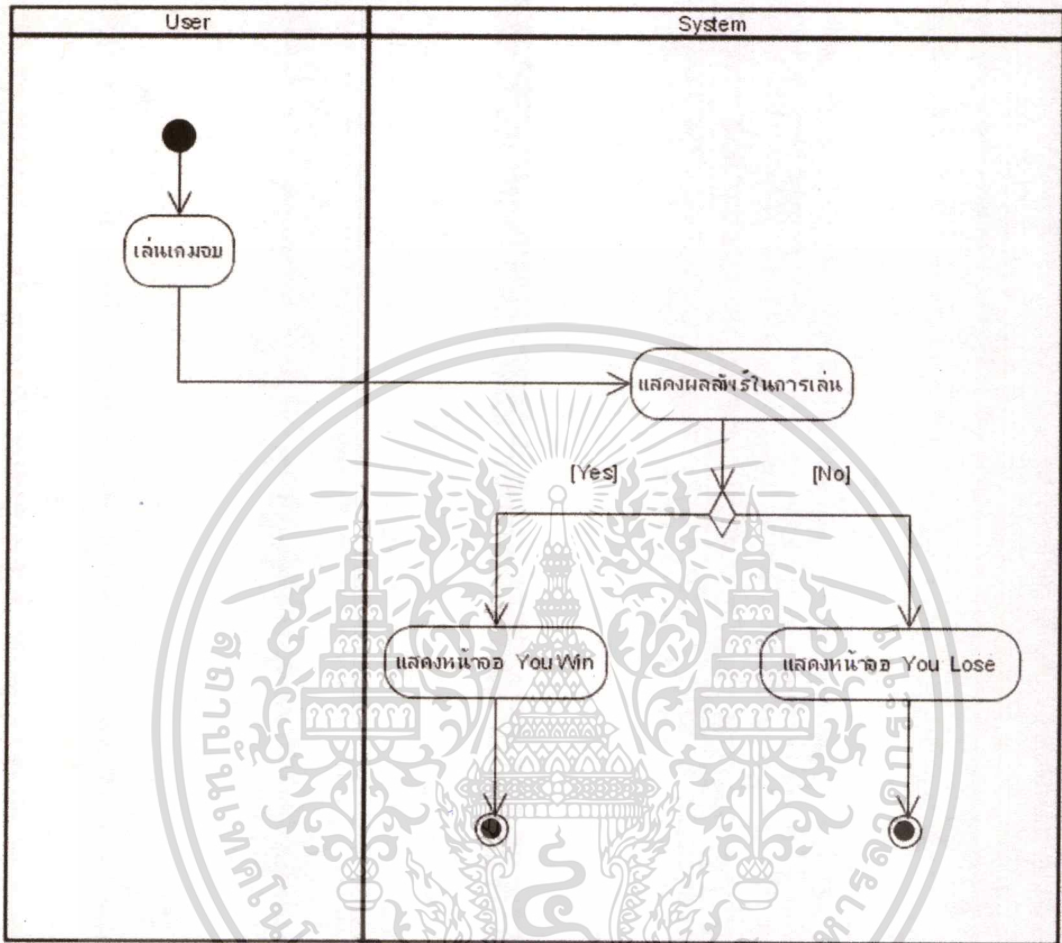 User
System
เล่นเกมจบ
แสดงผลลัพธ์ในการเล่น
[Yes]
[No]
แสดงหน้าจอ You Win
แสดงหน้าจอ You Lose